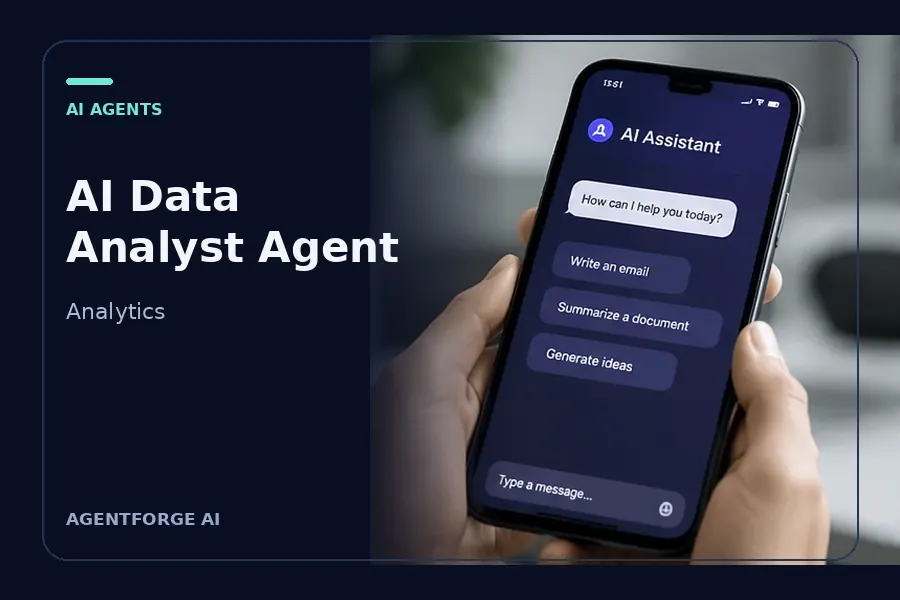 AI AGENTS
AI Data
Analyst Agent
Analytics
AGENTFORGE AI
AI Assistant
How can I help you today?
Write an email
Summarize a document
Generate ideas
Type a message...